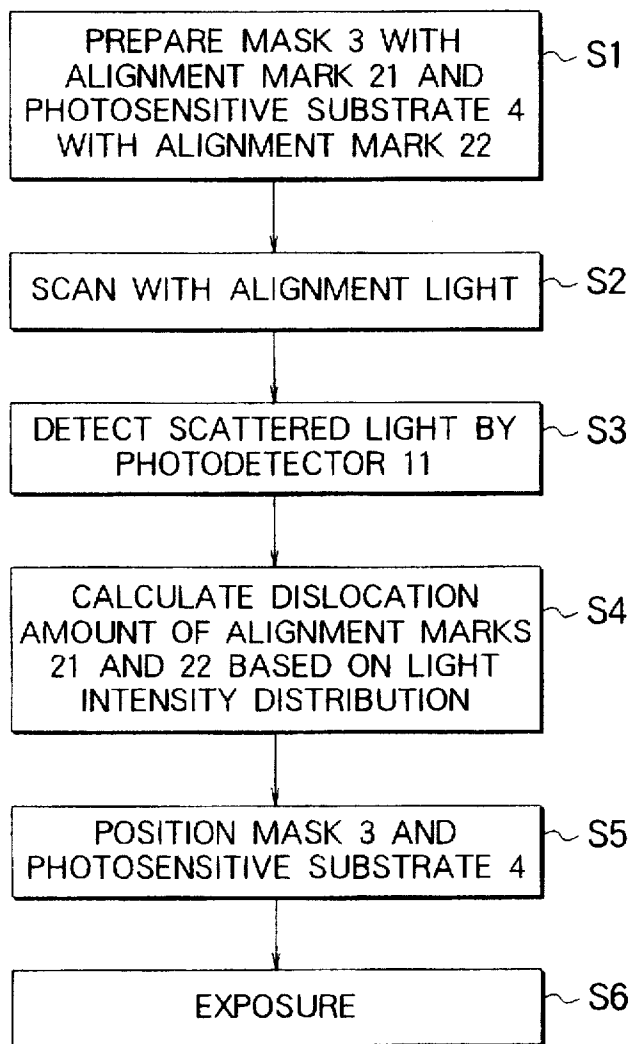 PREPARE MASK 3 WITH
ALIGNMENT MARK 21 AND
PHOTOSENSITIVE SUBSTRATE 4
WITH ALIGNMENT MARK 22
S1
SCAN WITH ALIGNMENT LIGHT
S2
DETECT SCATTERED LIGHT BY
PHOTODETECTOR 11
S3
CALCULATE DISLOCATION
AMOUNT OF ALIGNMENT MARKS
21 AND 22 BASED ON LIGHT
INTENSITY DISTRIBUTION
S4
POSITION MASK 3 AND
PHOTOSENSITIVE SUBSTRATE 4
S5
EXPOSURE
S6